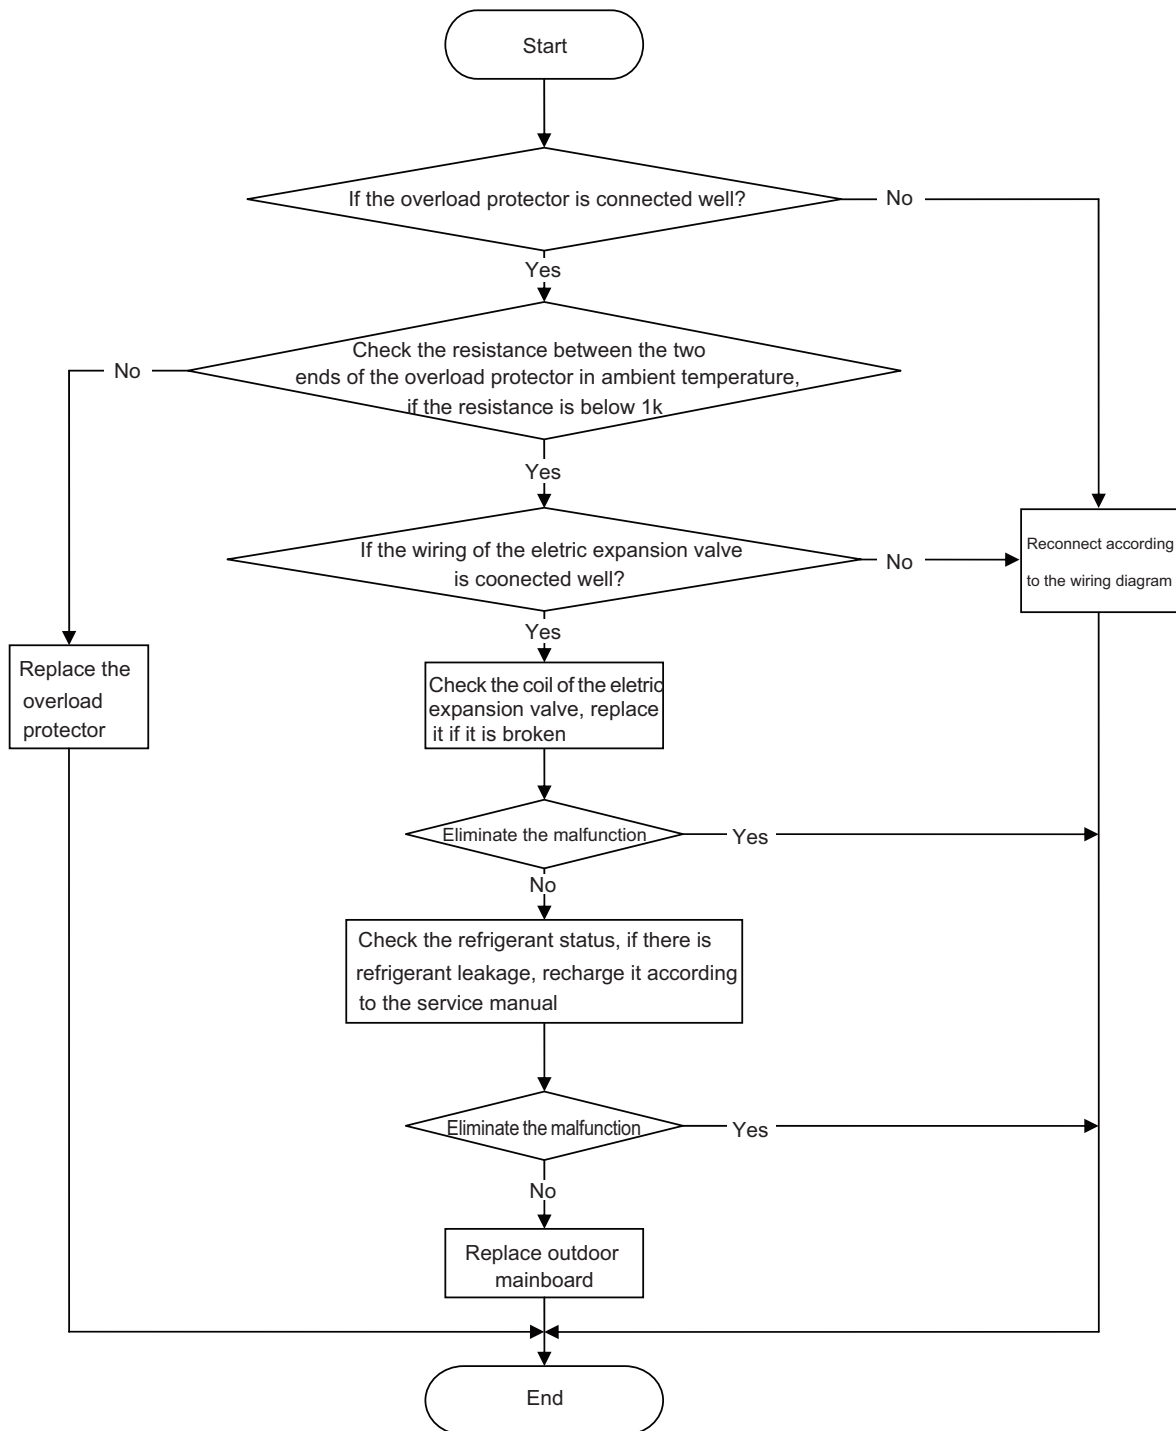 Start
If the overload protector is connected well?
No
Yes
Check the resistance between the two
ends of the overload protector in ambient temperature,
if the resistance is below 1k
No
Yes
If the wiring of the eletric expansion valve
is coonected well?
No
Reconnect according
to the wiring diagram
Yes
Replace the
overload
protector
Check the coil of the eletric
expansion valve, replace
it if it is broken
Eliminate the malfunction
Yes
No
Check the refrigerant status, if there is
refrigerant leakage, recharge it according
to the service manual
Eliminate the malfunction
Yes
No
Replace outdoor
mainboard
End